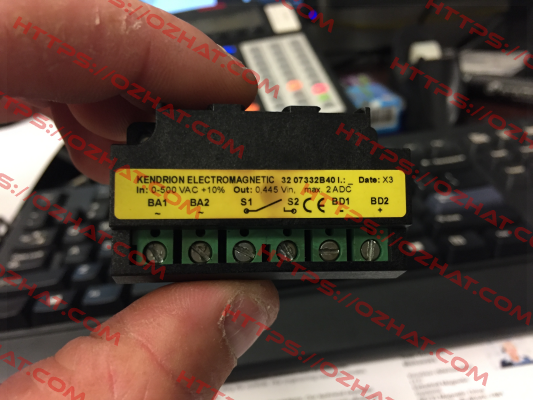 KENDRION ELECTROMAGNETIC 32 07332B40 I.: _ Date: X3
In: 0-500 VAC +10% Out: 0.445 Vin, max. 2 ADC
BA1 BA2 S1 S2 CE BD1 BD2
~ ~ - +
HTTPS://OZHAT.COM